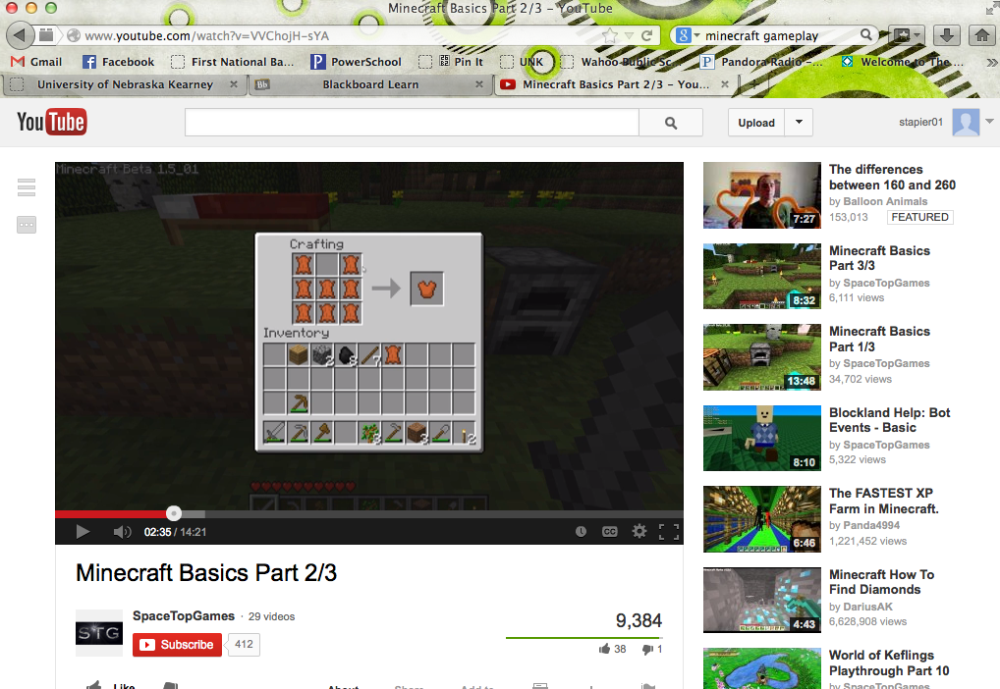 Minecraft Basics Part 2/3 - YouTube
www.youtube.com/watch?v=VVChojH-sYA
minecraft gameplay
Gmail Facebook First National Ba... PowerSchool Pin It UNK Wahoo Public Sc... Pandora Radio -... Welcome to The ...
University of Nebraska Kearney Bb Blackboard Learn Minecraft Basics Part 2/3 - You...
YouTube
Upload
stapier01
Minecraft Beta 1.5_01
Crafting
Inventory
2 8 7
3 3 2
02:35 / 14:21
CC
Minecraft Basics Part 2/3
STG
SpaceTopGames · 29 videos
Subscribe 412
9,384
38 1
Like
About Share Add to
The differences
between 160 and 260
by Balloon Animals
153,013 FEATURED
7:27
Minecraft Basics
Part 3/3
by SpaceTopGames
6,111 views
8:32
Minecraft Basics
Part 1/3
by SpaceTopGames
34,702 views
13:48
Blockland Help: Bot
Events - Basic
by SpaceTopGames
5,322 views
8:10
The FASTEST XP
Farm in Minecraft.
by Panda4994
1,221,452 views
6:46
Minecraft How To
Find Diamonds
by DariusAK
6,628,908 views
4:43
World of Keflings
Playthrough Part 10
by SpaceTopGames